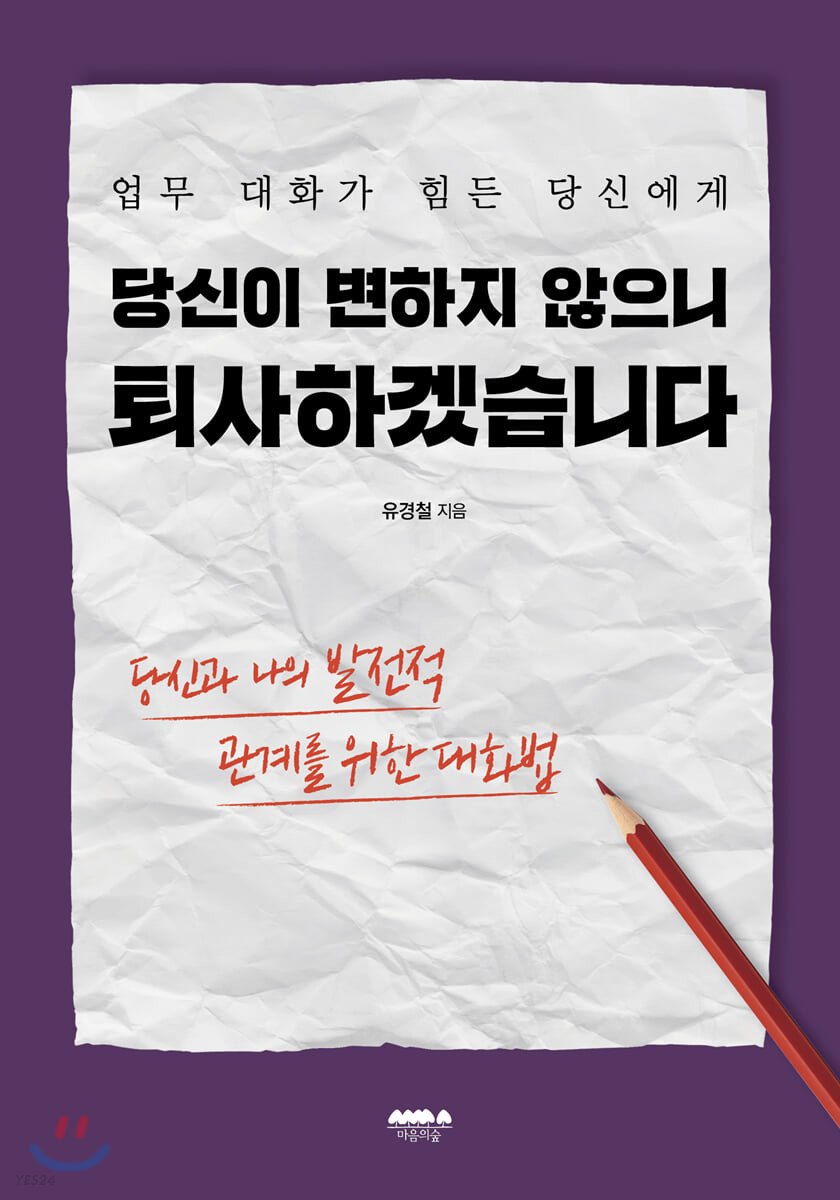 업무 대화가 힘든 당신에게
당신이 변하지 않으니
퇴사하겠습니다
유경철 지음
당신과 나의 발전적
관계를 위한 대화법
마음의숲
YES24